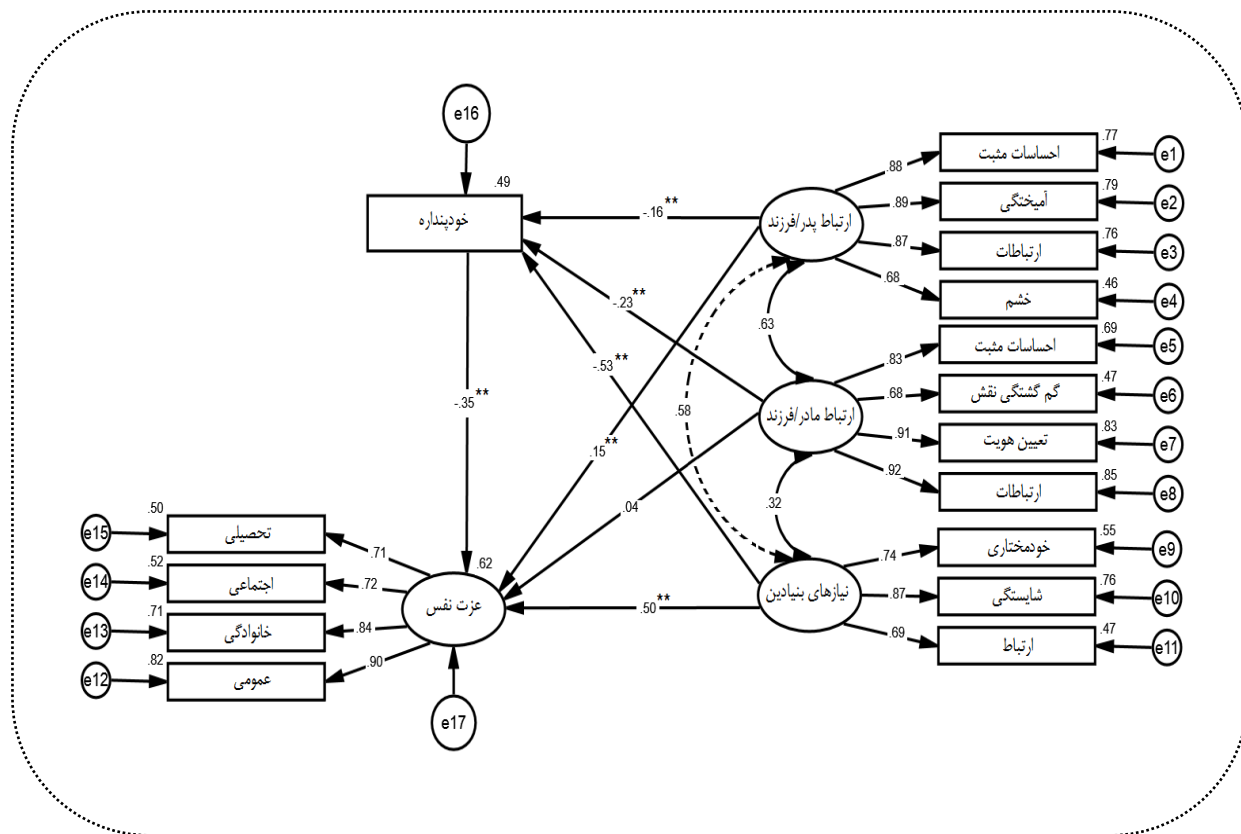 e16
.49
خودپنداره
-.16**
-.23**
-.53**
-.35**
.15**
.04
.50**
ارتباط پدر/فرزند
.88
احساسات مثبت
.77
e1
.89
آمیختگی
.79
e2
.87
ارتباطات
.76
e3
.68
خشم
.46
e4
.63
.58
.32
ارتباط مادر/فرزند
.83
احساسات مثبت
.69
e5
.68
گم گشتگی نقش
.47
e6
.91
تعیین هویت
.83
e7
.92
ارتباطات
.85
e8
نیازهای بنیادین
.74
خودمختاری
.55
e9
.87
شایستگی
.76
e10
.69
ارتباط
.47
e11
.62
عزت نفس
e17
.71
تحصیلی
.50
e15
.72
اجتماعی
.52
e14
.84
خانوادگی
.71
e13
.90
عمومی
.82
e12